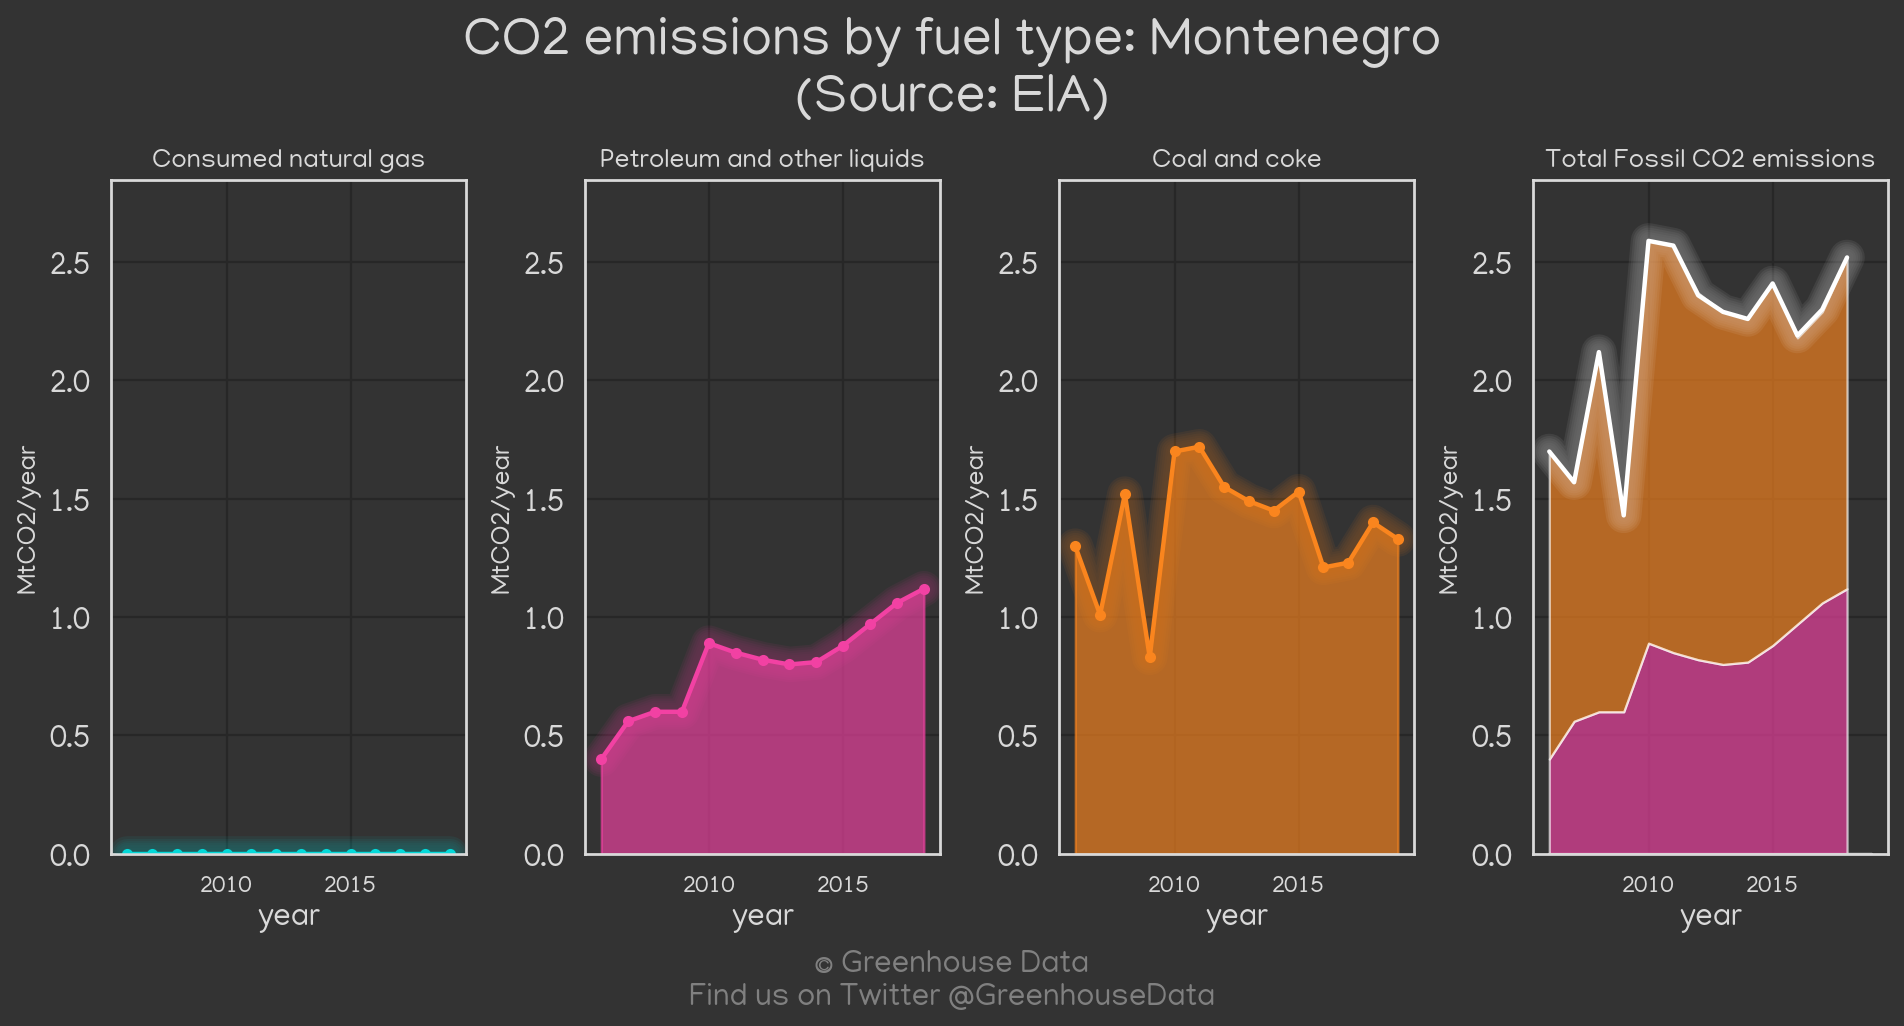 CO2 emissions by fuel type: Montenegro
(Source: EIA)
Consumed natural gas
2.5
2.0
1.5
1.0
0.5
0.0
MtCO2/year
2010 2015
year
Petroleum and other liquids
2.5
2.0
1.5
1.0
0.5
0.0
MtCO2/year
2010 2015
year
Coal and coke
2.5
2.0
1.5
1.0
0.5
0.0
MtCO2/year
2010 2015
year
Total Fossil CO2 emissions
2.5
2.0
1.5
1.0
0.5
0.0
MtCO2/year
2010 2015
year
© Greenhouse Data
Find us on Twitter @GreenhouseData